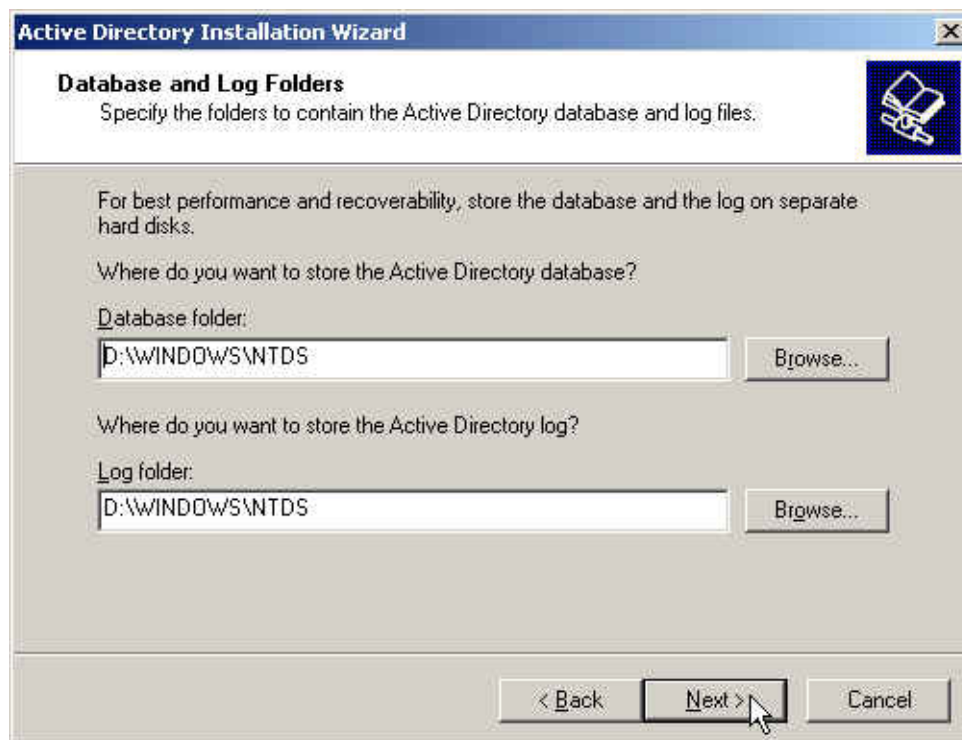 Active Directory Installation Wizard
Database and Log Folders
Specify the folders to contain the Active Directory database and log files.
For best performance and recoverability, store the database and the log on separate
hard disks.
Where do you want to store the Active Directory database?
Database folder:
D:\WINDOWS\NTDS
Browse...
Where do you want to store the Active Directory log?
Log folder:
D:\WINDOWS\NTDS
Browse...
< Back
Next >
Cancel